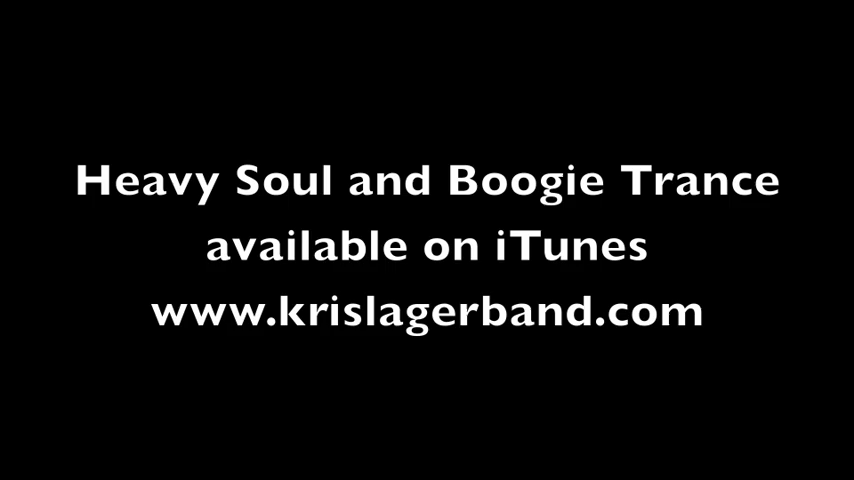 Heavy Soul and Boogie Trance
available on iTunes
www.krislagerband.com